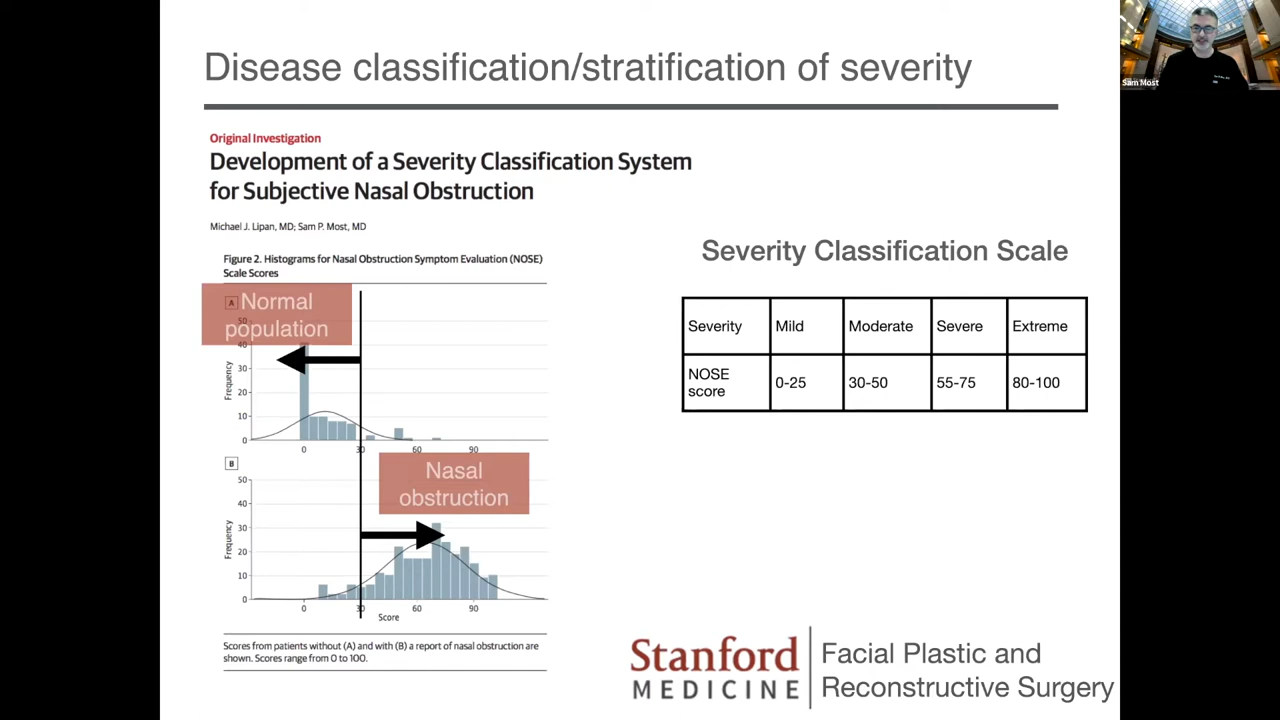 Disease classification/stratification of severity
Sam Most
Original Investigation
Development of a Severity Classification System
for Subjective Nasal Obstruction
Michael J. Lipan, MD; Sam P. Most, MD
Figure 2. Histograms for Nasal Obstruction Symptom Evaluation (NOSE)
Scale Scores
A
Normal
population
50
40
30
20
10
0
Frequency
0 30 60 90
B
Nasal
obstruction
50
40
30
20
10
0
Frequency
0 30 60 90
Score
Scores from patients without (A) and with (B) a report of nasal obstruction are
shown. Scores range from 0 to 100.
Severity Classification Scale
Severity Mild Moderate Severe Extreme
NOSE
score 0-25 30-50 55-75 80-100
Stanford
MEDICINE
Facial Plastic and
Reconstructive Surgery